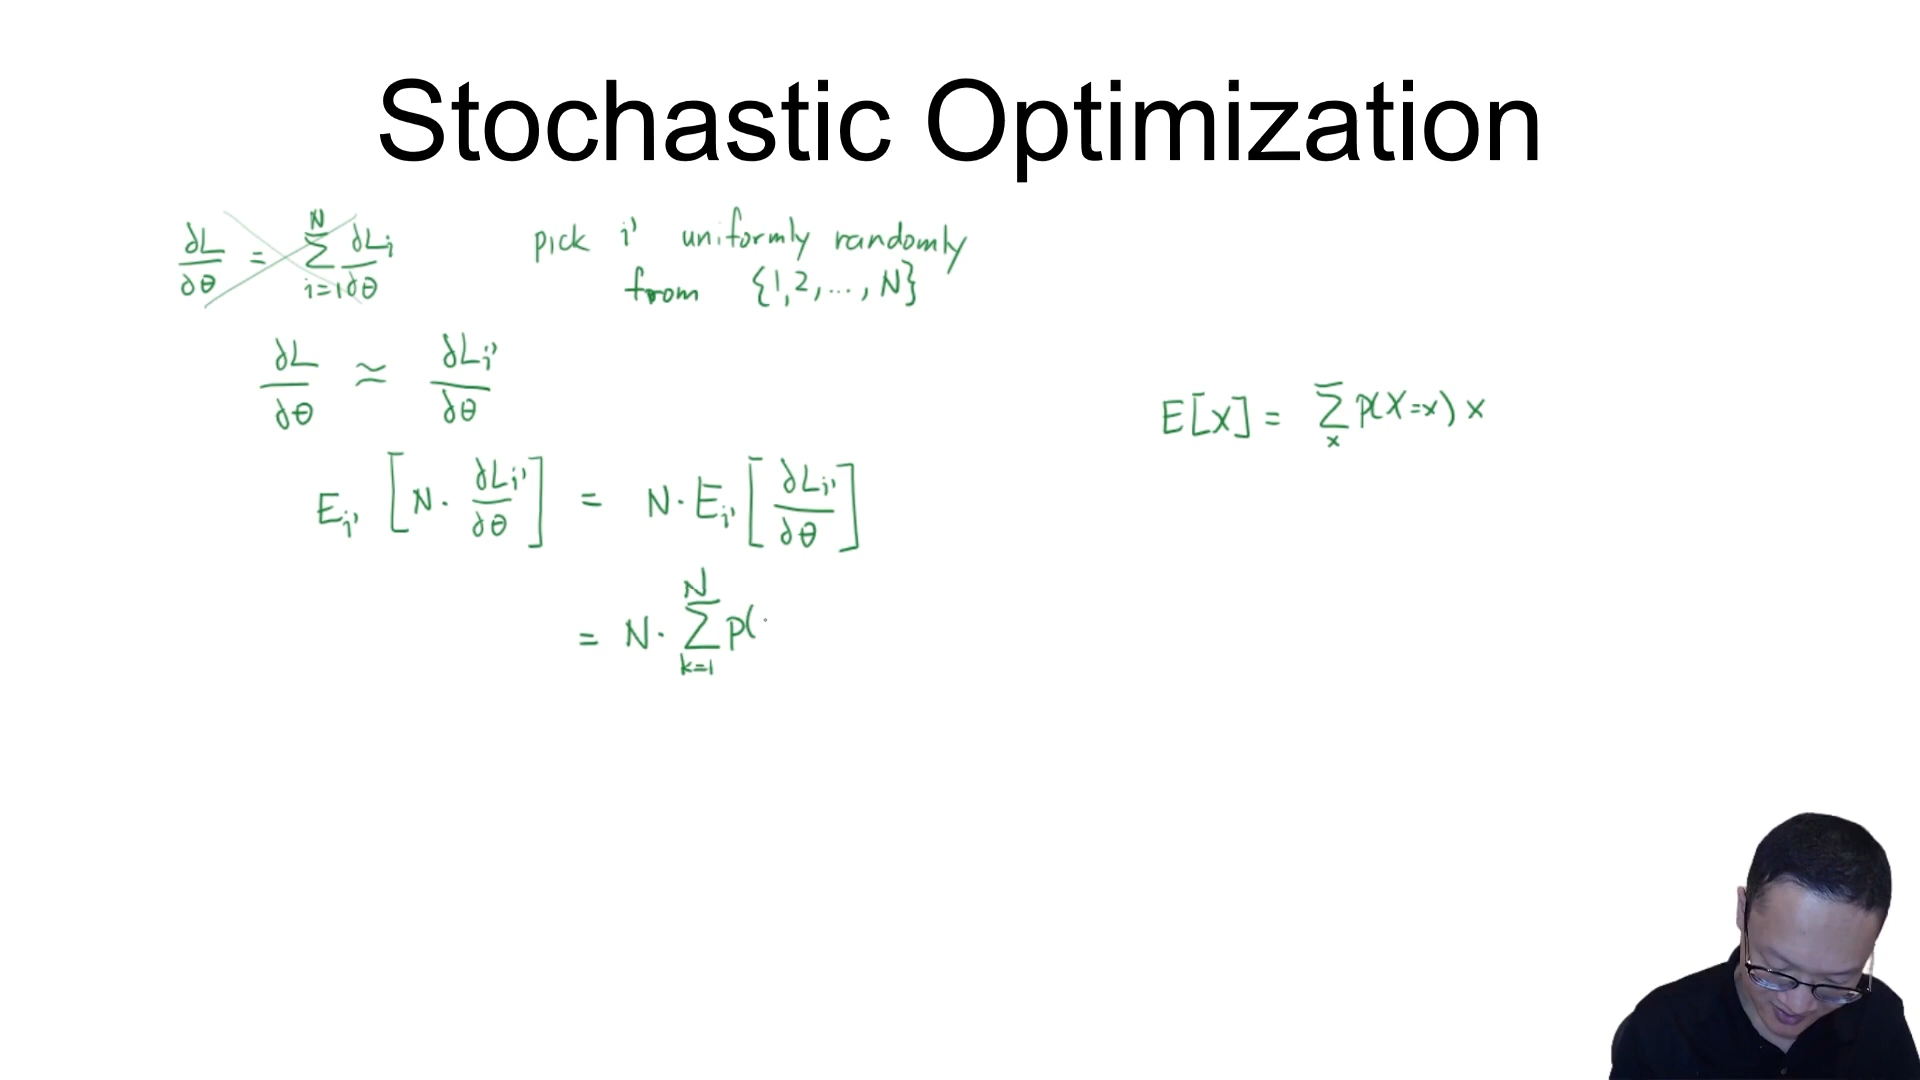 Stochastic Optimization
∂L/∂θ = Σ_{i=1}^{N} ∂L_i/∂θ
pick i' uniformly randomly
from {1,2,...,N}
∂L/∂θ ≈ ∂L_{i'}/∂θ
E[X] = Σ_x p(X=x) x
E_{i'} [N · ∂L_{i'}/∂θ] = N · E_{i'} [∂L_{i'}/∂θ]
= N · Σ_{k=1}^{N} p(